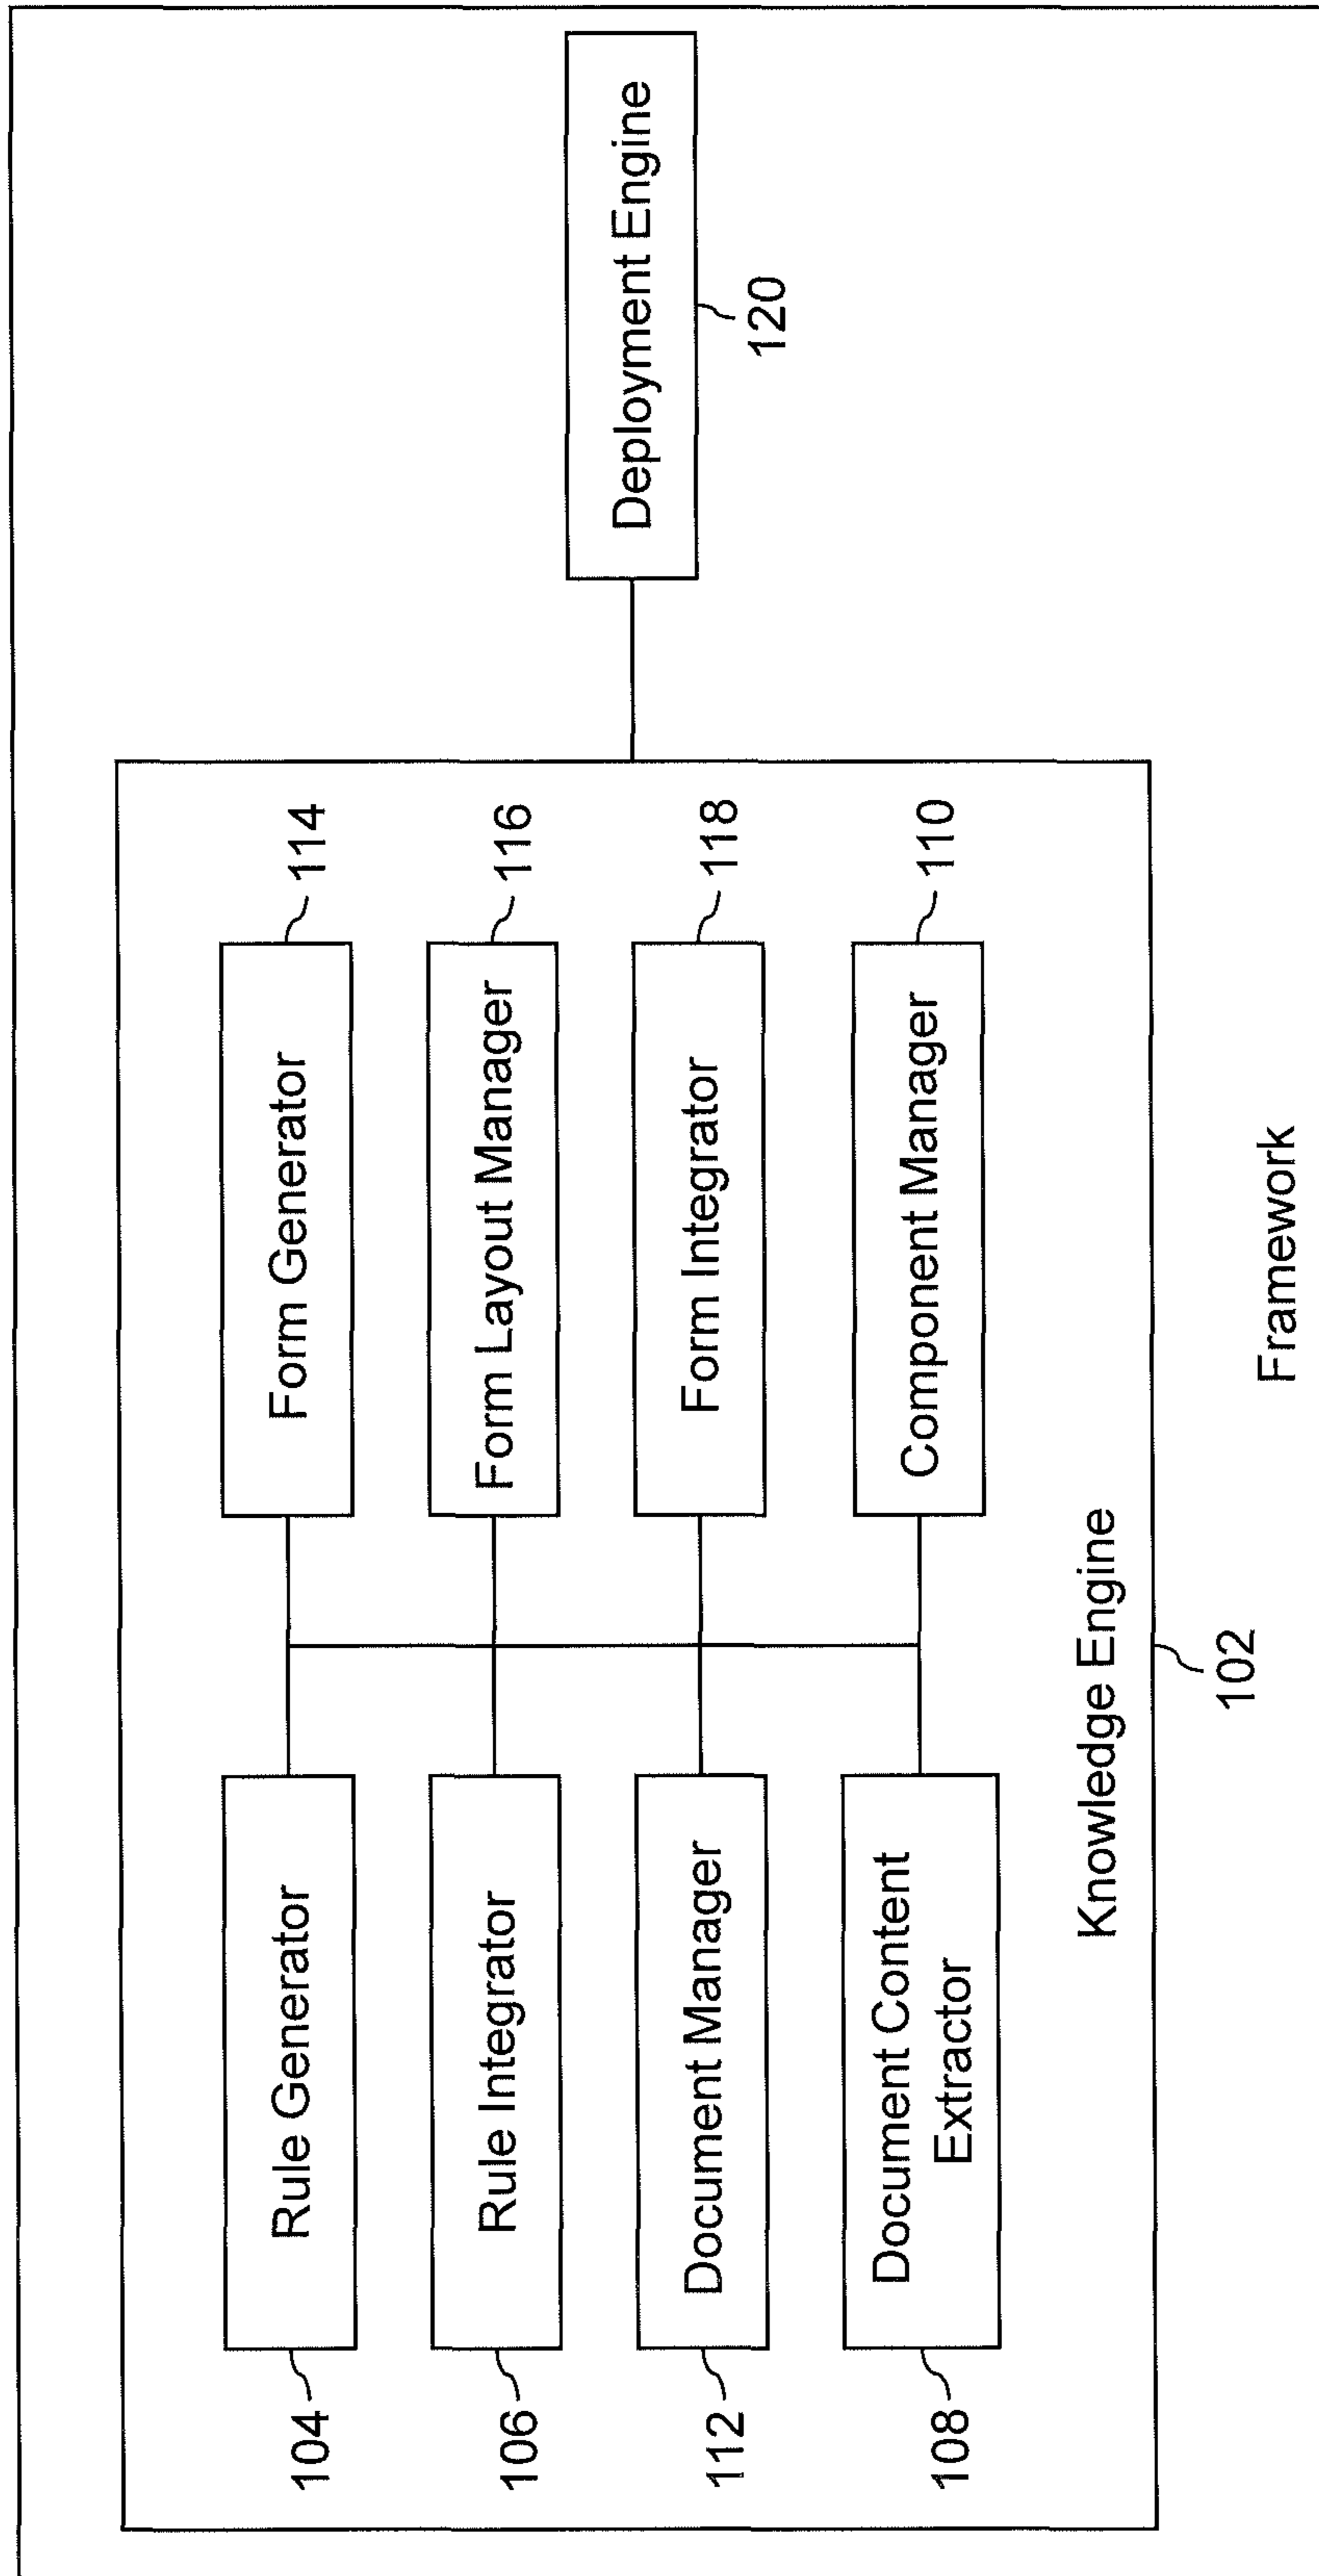 104
Rule Generator
Form Generator
114
106
Rule Integrator
Form Layout Manager
116
112
Document Manager
Form Integrator
118
108
Document Content
Extractor
Component Manager
110
Knowledge Engine
102
Deployment Engine
120
Framework